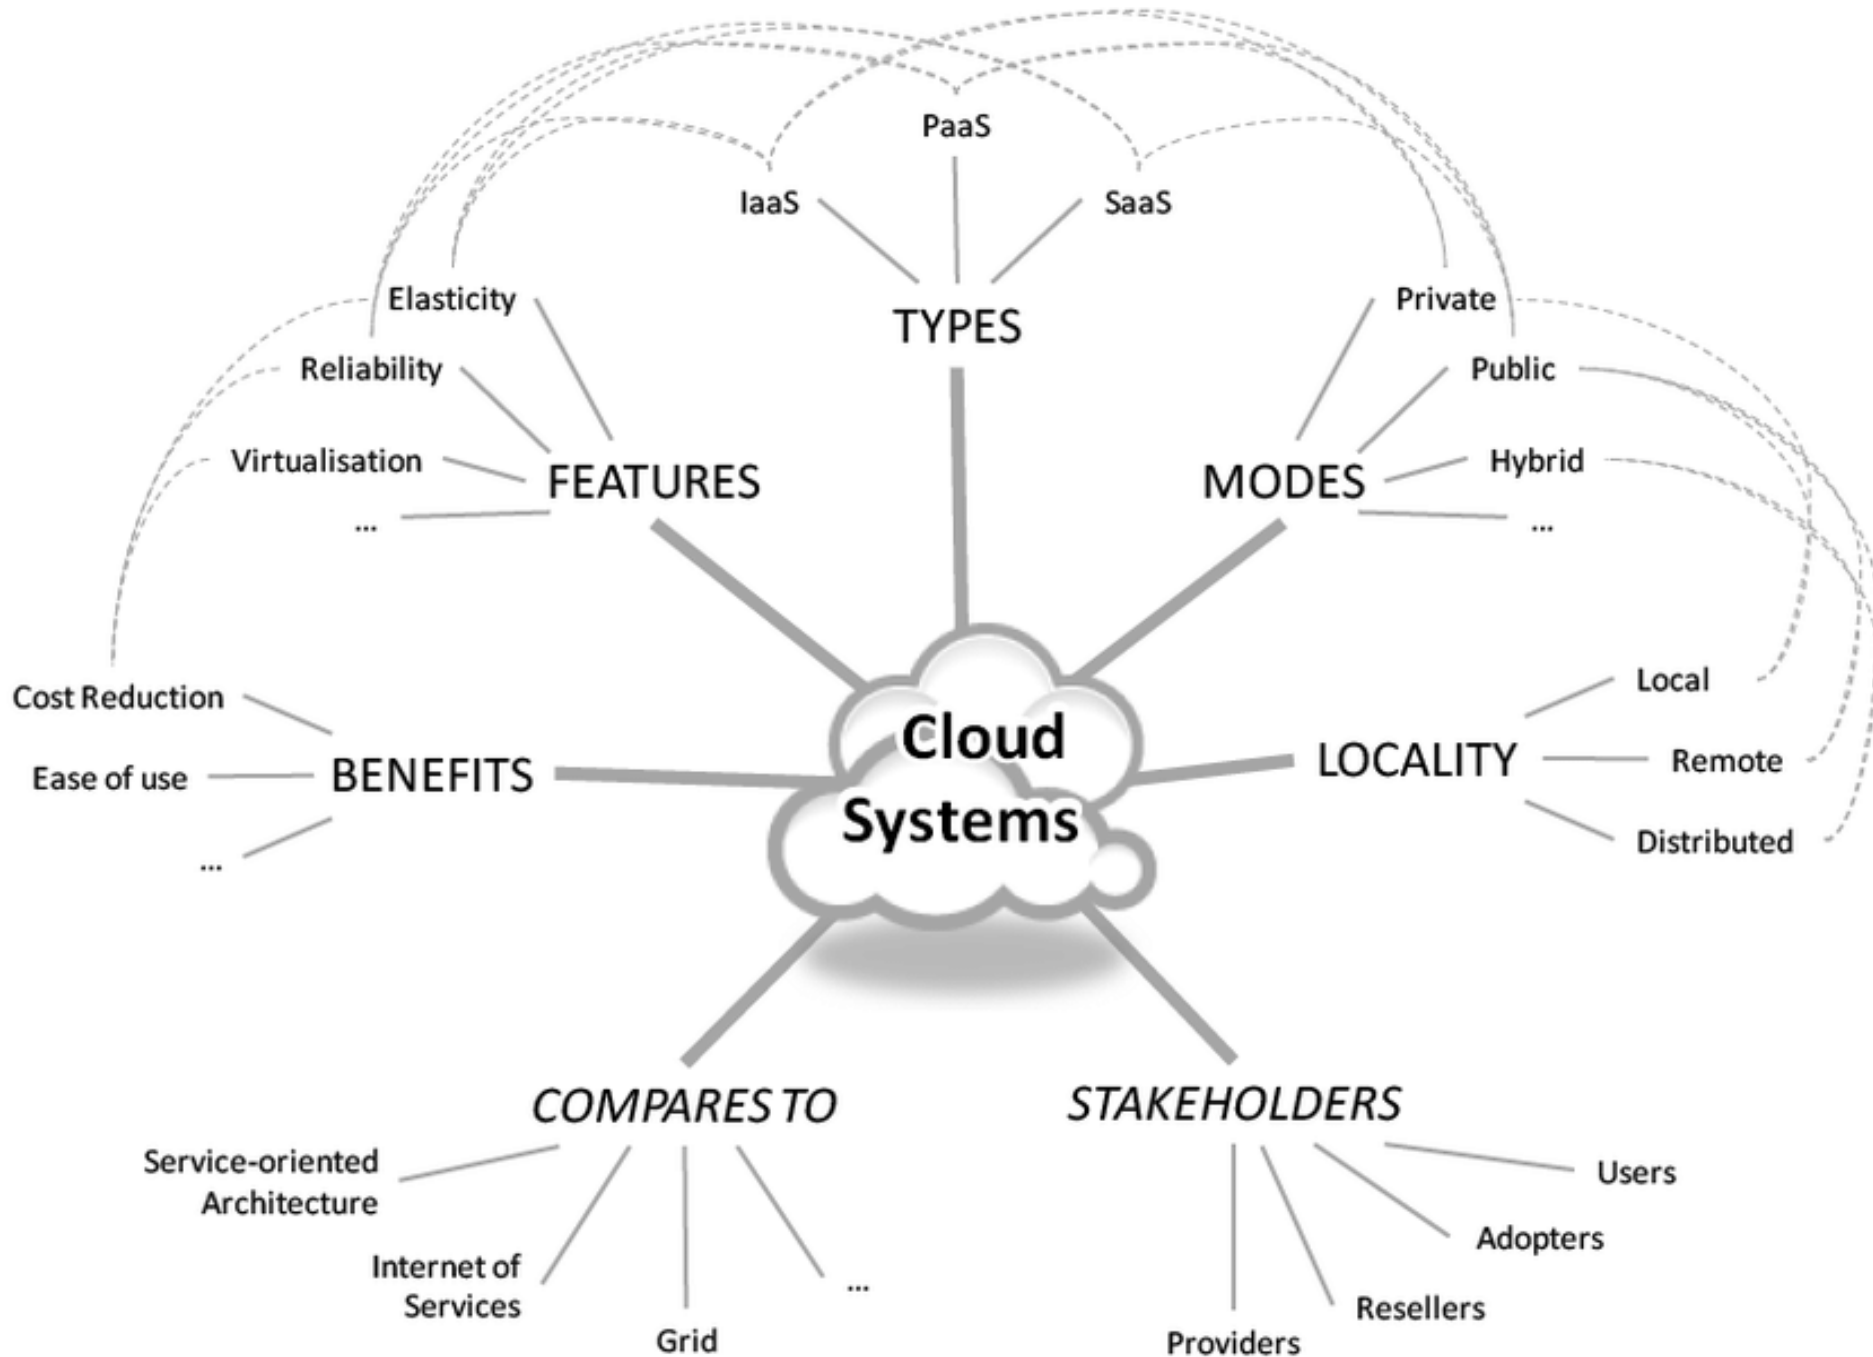 PaaS
IaaS
SaaS
TYPES
Elasticity
Reliability
Virtualisation
...
FEATURES
Private
Public
Hybrid
...
MODES
Cost Reduction
Ease of use
...
BENEFITS
Cloud
Systems
LOCALITY
Local
Remote
Distributed
COMPARES TO
Service-oriented
Architecture
Internet of
Services
Grid
...
STAKEHOLDERS
Users
Adopters
Resellers
Providers